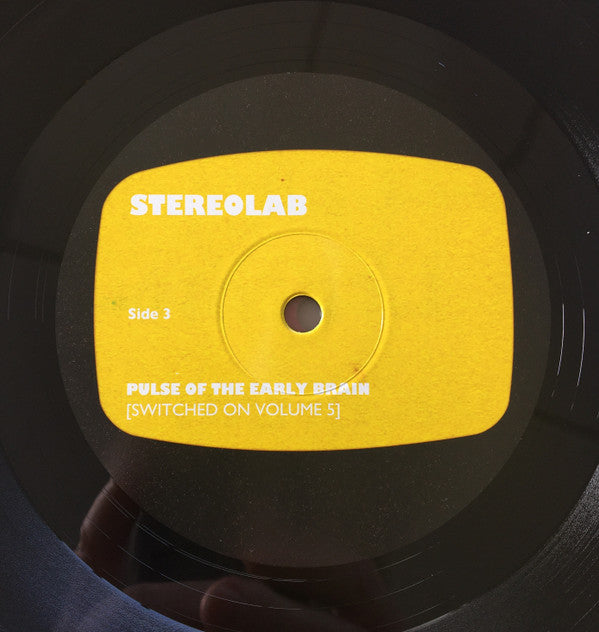 STEREOLAB
Side 3
PULSE OF THE EARLY BRAIN
[SWITCHED ON VOLUME 5]